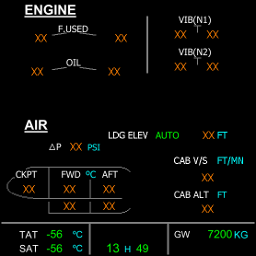 ENGINE
F.USED
XX XX
VIB(N1)
XX XX
OIL
XX XX
VIB(N2)
XX XX
AIR
LDG ELEV AUTO XX FT
ΔP XX PSI
CAB V/S FT/MN
XX
CKPT FWD °C AFT
XX XX XX
XX XX
CAB ALT FT
XX
TAT -56 °C
GW 7200 KG
SAT -56 °C
13 H 49